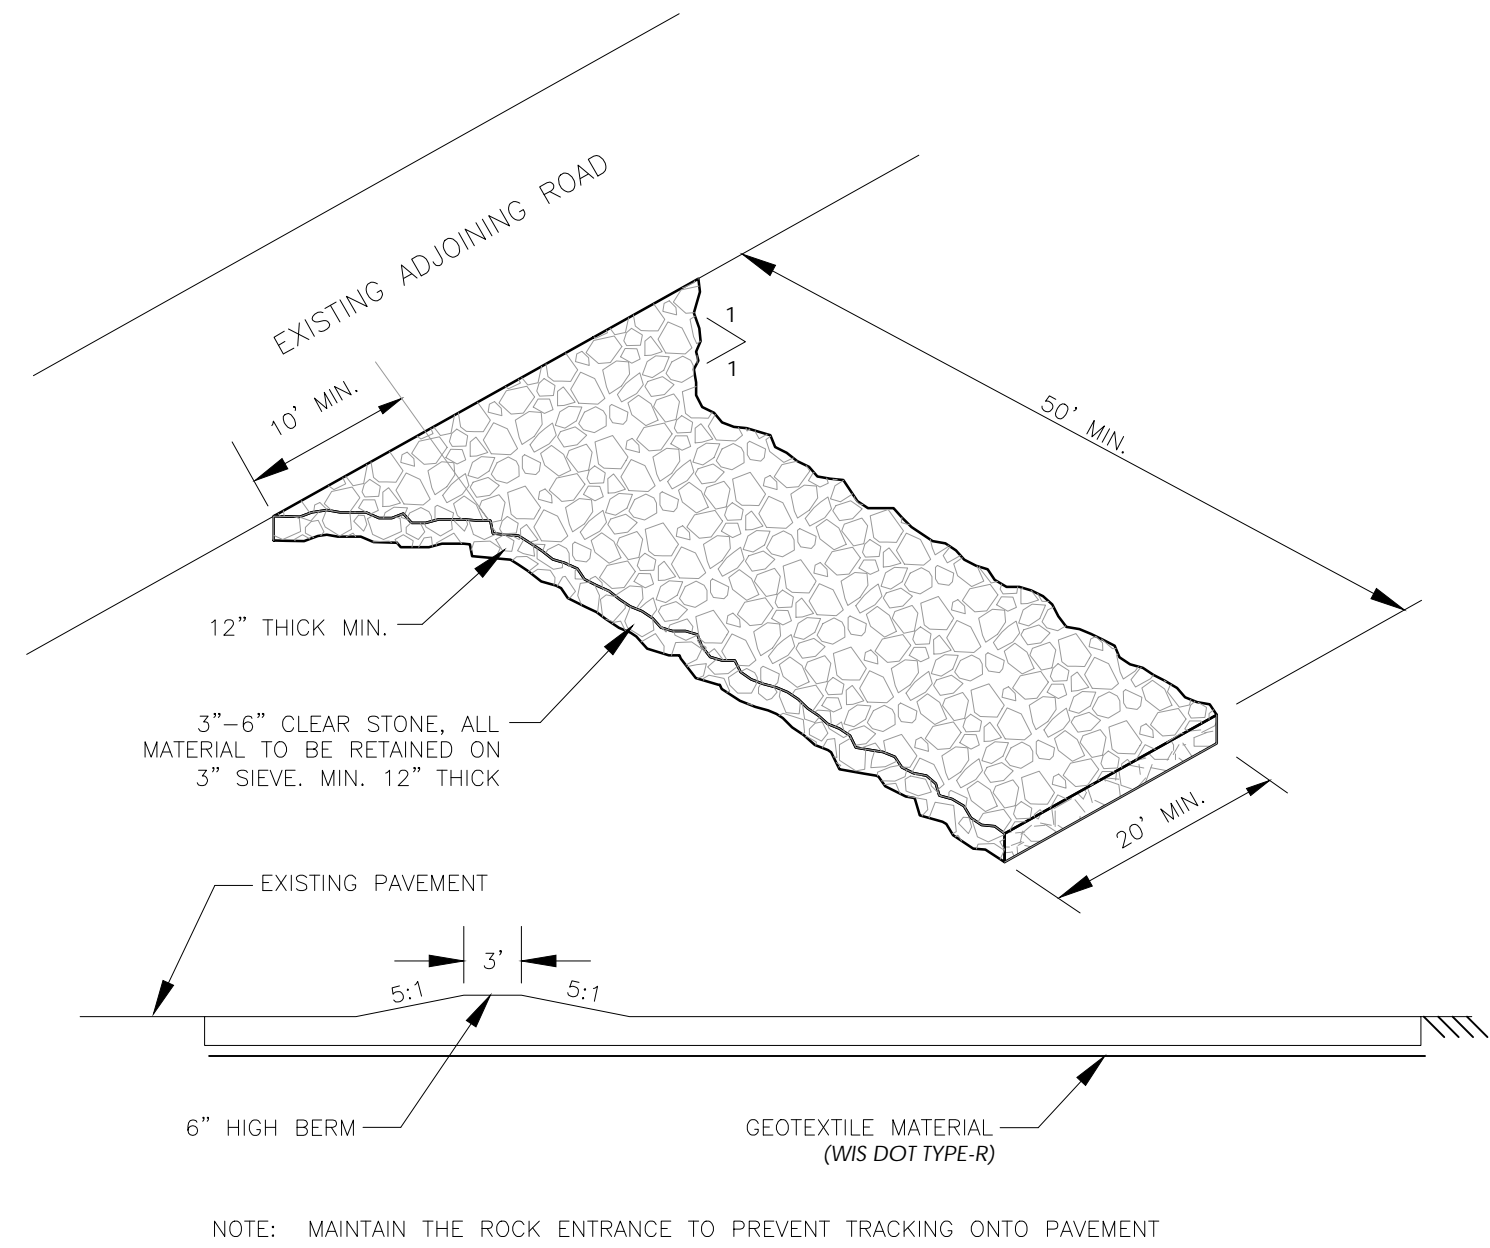 EXISTING ADJOINING ROAD
10' MIN.
1
1
50' MIN.
12” THICK MIN.
3”–6” CLEAR STONE, ALL
MATERIAL TO BE RETAINED ON
3” SIEVE. MIN. 12” THICK
20' MIN.
EXISTING PAVEMENT
3'
5:1
5:1
6” HIGH BERM
GEOTEXTILE MATERIAL
(WIS DOT TYPE-R)
NOTE: MAINTAIN THE ROCK ENTRANCE TO PREVENT TRACKING ONTO PAVEMENT